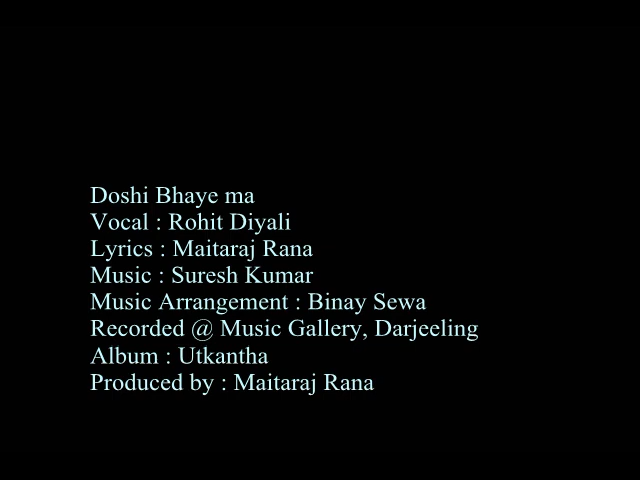 Doshi Bhaye ma
Vocal : Rohit Diyali
Lyrics : Maitaraj Rana
Music : Suresh Kumar
Music Arrangement : Binay Sewa
Recorded @ Music Gallery, Darjeeling
Album : Utkantha
Produced by : Maitaraj Rana